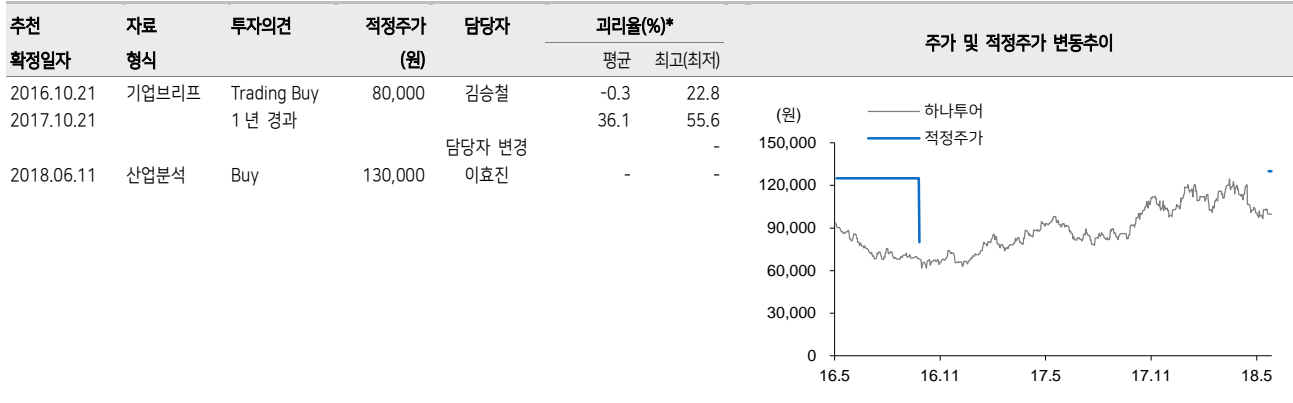 추천 자료 투자의견 적정주가 담당자 괴리율(%)*
확정일자 형식 (원) 평균 최고(최저)
2016.10.21 기업브리프 Trading Buy 80,000 김승철 -0.3 22.8
2017.10.21 1년 경과 36.1 55.6
담당자 변경 -
2018.06.11 산업분석 Buy 130,000 이효진 - -
주가 및 적정주가 변동추이
(원)
하나투어
적정주가
150,000
120,000
90,000
60,000
30,000
0
16.5 16.11 17.5 17.11 18.5